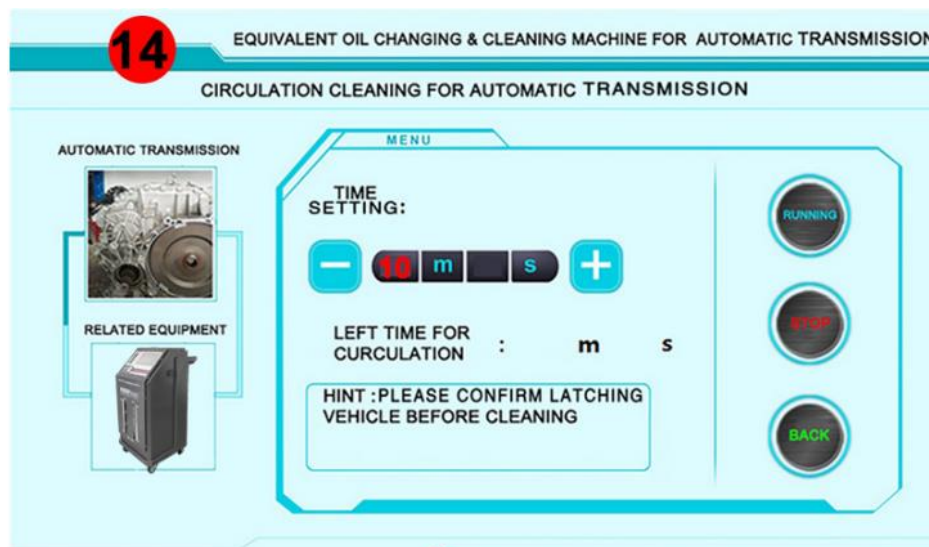 14
EQUIVALENT OIL CHANGING & CLEANING MACHINE FOR AUTOMATIC TRANSMISSION
CIRCULATION CLEANING FOR AUTOMATIC TRANSMISSION
AUTOMATIC TRANSMISSION
RELATED EQUIPMENT
MENU
TIME
SETTING:
− 10 m s +
LEFT TIME FOR
CURCULATION : m s
HINT :PLEASE CONFIRM LATCHING
VEHICLE BEFORE CLEANING
RUNNING
STOP
BACK